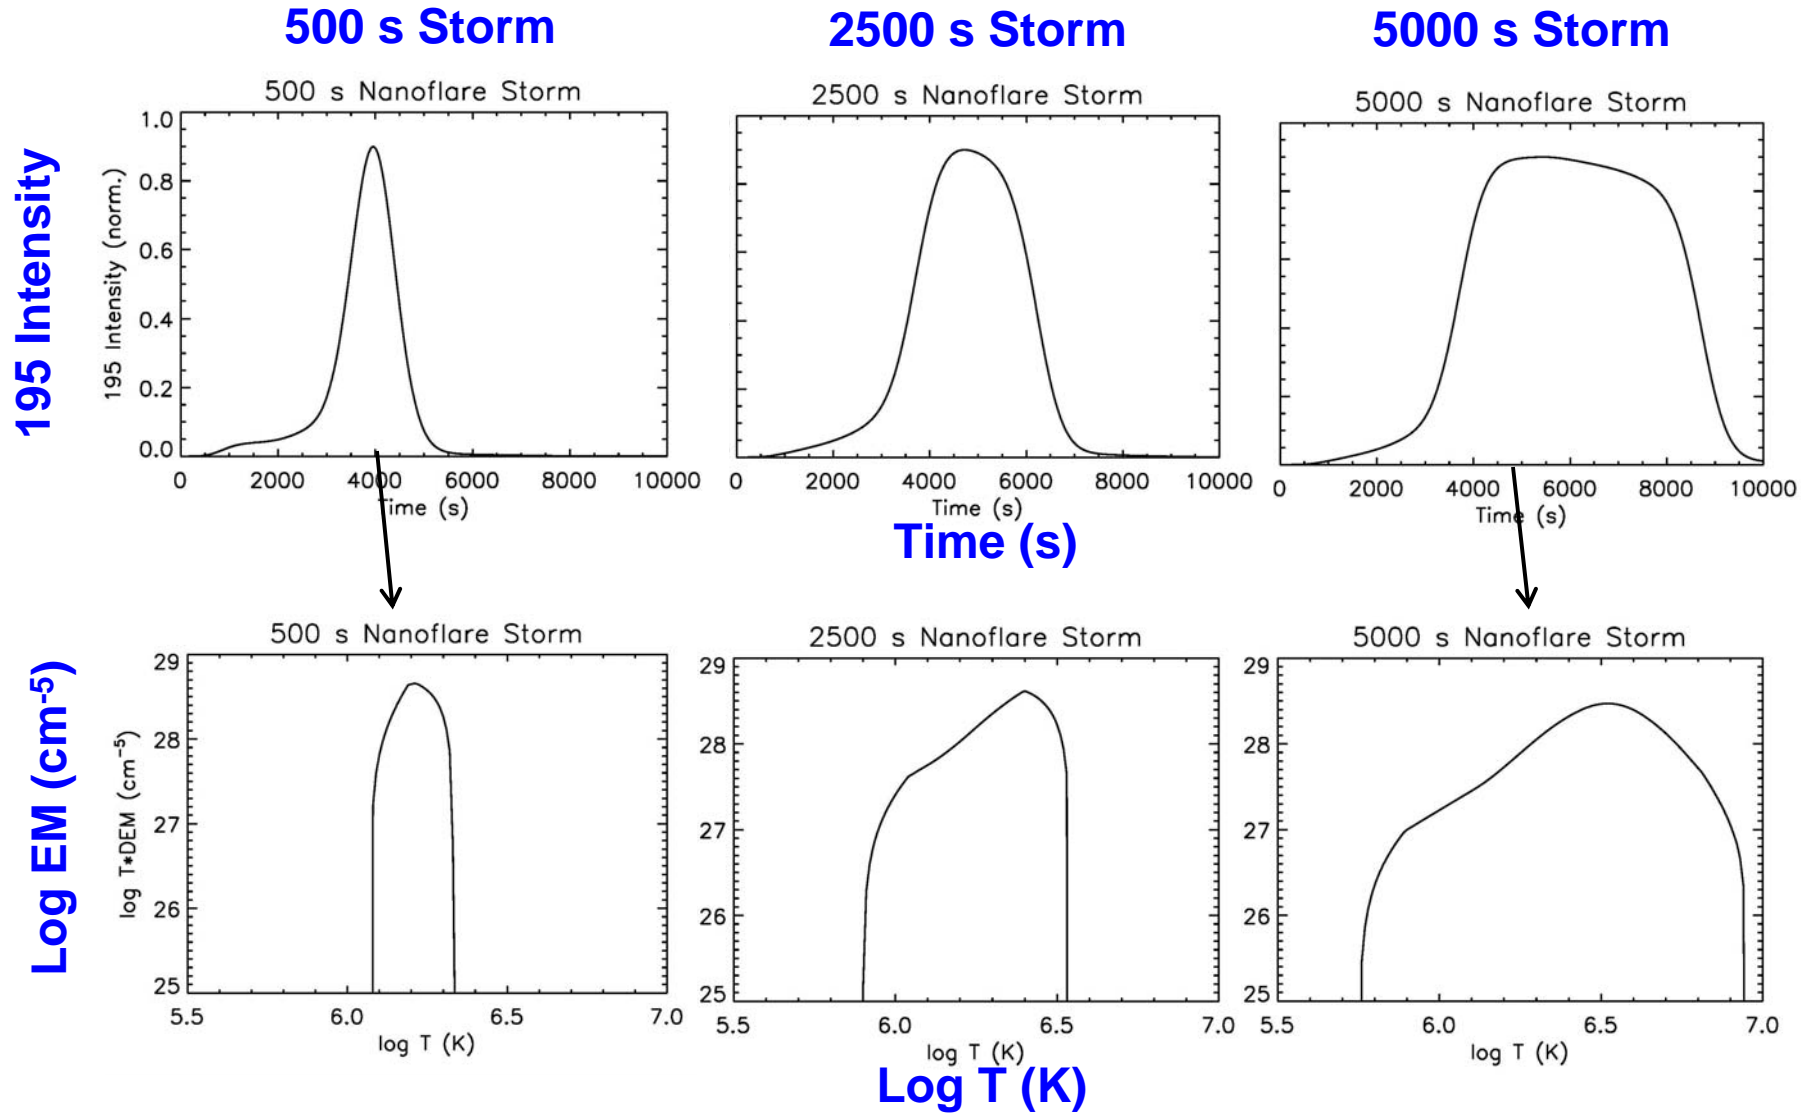 500 s Storm
2500 s Storm
5000 s Storm
195 Intensity
500 s Nanoflare Storm
195 Intensity (norm.)
1.0
0.8
0.6
0.4
0.2
0.0
0 2000 4000 6000 8000 10000
Time (s)
2500 s Nanoflare Storm
0 2000 4000 6000 8000 10000
Time (s)
5000 s Nanoflare Storm
0 2000 4000 6000 8000 10000
Time (s)
Time (s)
Log EM (cm-5)
500 s Nanoflare Storm
log T*DEM (cm−5)
29
28
27
26
25
5.5 6.0 6.5 7.0
log T (K)
2500 s Nanoflare Storm
29
28
27
26
25
5.5 6.0 6.5 7.0
log T (K)
5000 s Nanoflare Storm
29
28
27
26
25
5.5 6.0 6.5 7.0
log T (K)
Log T (K)